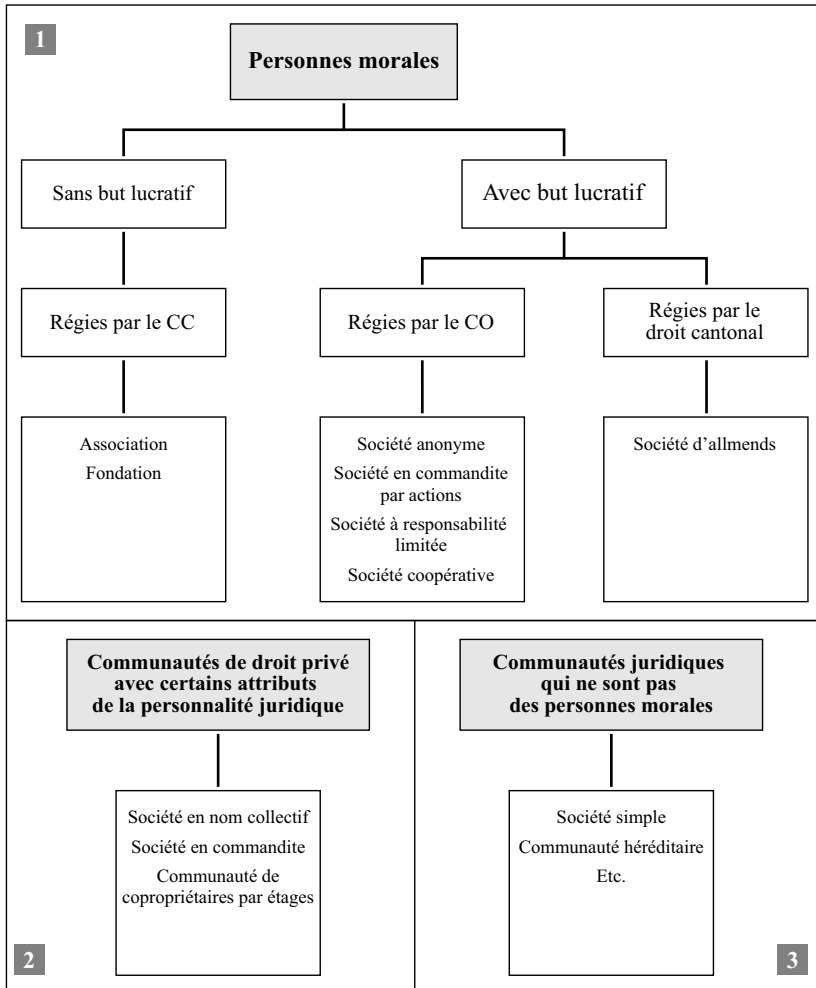 1
Personnes morales
Sans but lucratif
Avec but lucratif
Régies par le CC
Régies par le CO
Régies par le
droit cantonal
Association
Fondation
Société anonyme
Société en commandite
par actions
Société à responsabilité
limitée
Société coopérative
Société d’allmends
Communautés de droit privé
avec certains attributs
de la personnalité juridique
Société en nom collectif
Société en commandite
Communauté de
copropriétaires par étages
2
Communautés juridiques
qui ne sont pas
des personnes morales
Société simple
Communauté héréditaire
Etc.
3